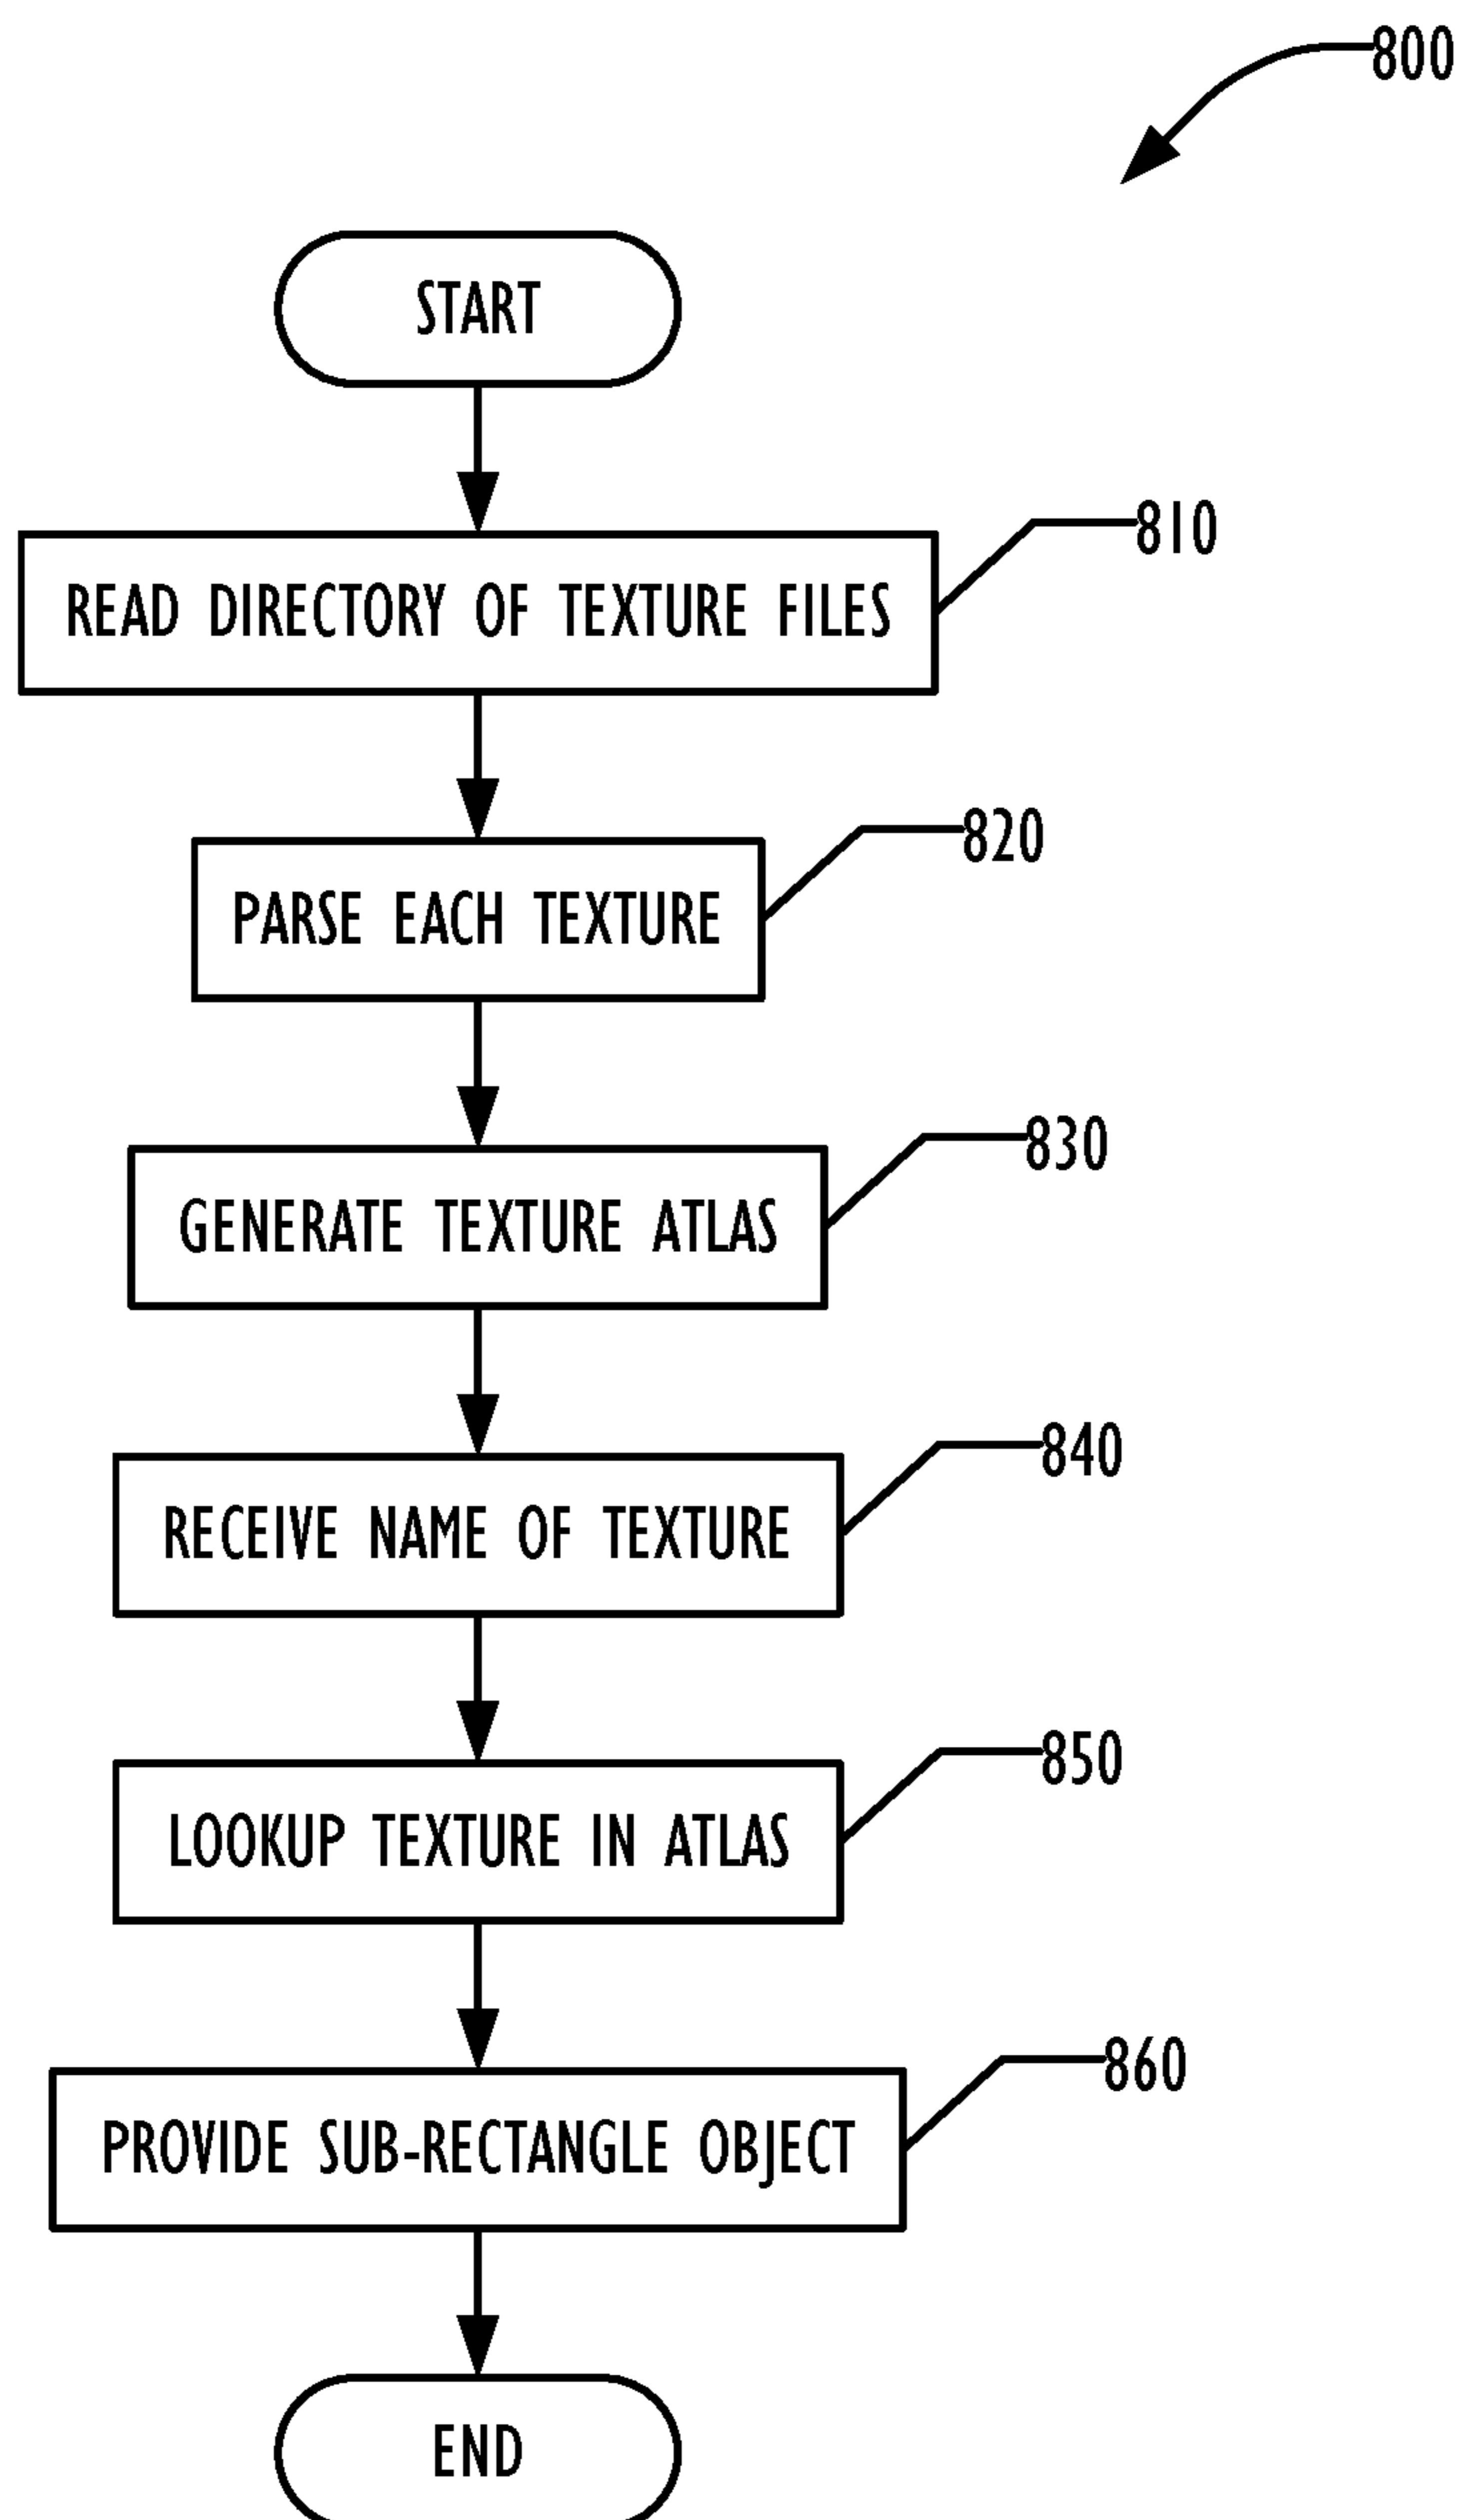 800
START
810
READ DIRECTORY OF TEXTURE FILES
820
PARSE EACH TEXTURE
830
GENERATE TEXTURE ATLAS
840
RECEIVE NAME OF TEXTURE
850
LOOKUP TEXTURE IN ATLAS
860
PROVIDE SUB-RECTANGLE OBJECT
END